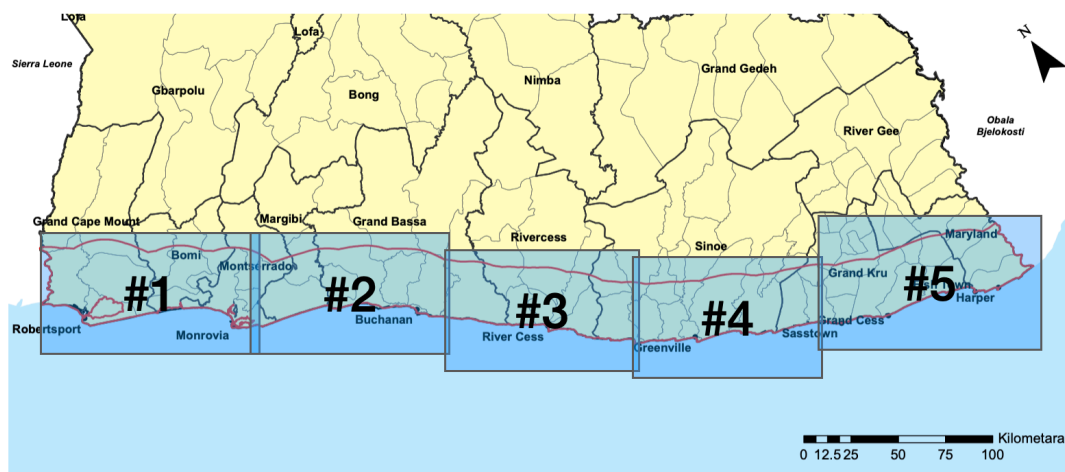 Lofa
Lofa
N
Sierra Leone
Grand Gedeh
Nimba
Gbarpolu
Bong
Obala
Bjelokosti
River Gee
Grand Cape Mount
Margibi
Grand Bassa
Rivercess
Sinoe
Maryland
Bomi
Montserrado
Grand Kru
#1
#2
#3
#4
#5
Harper
Robertsport
Monrovia
Buchanan
River Cess
Greenville
Sasstown
Grand Cess
Kilometara
0 12.5 25 50 75 100